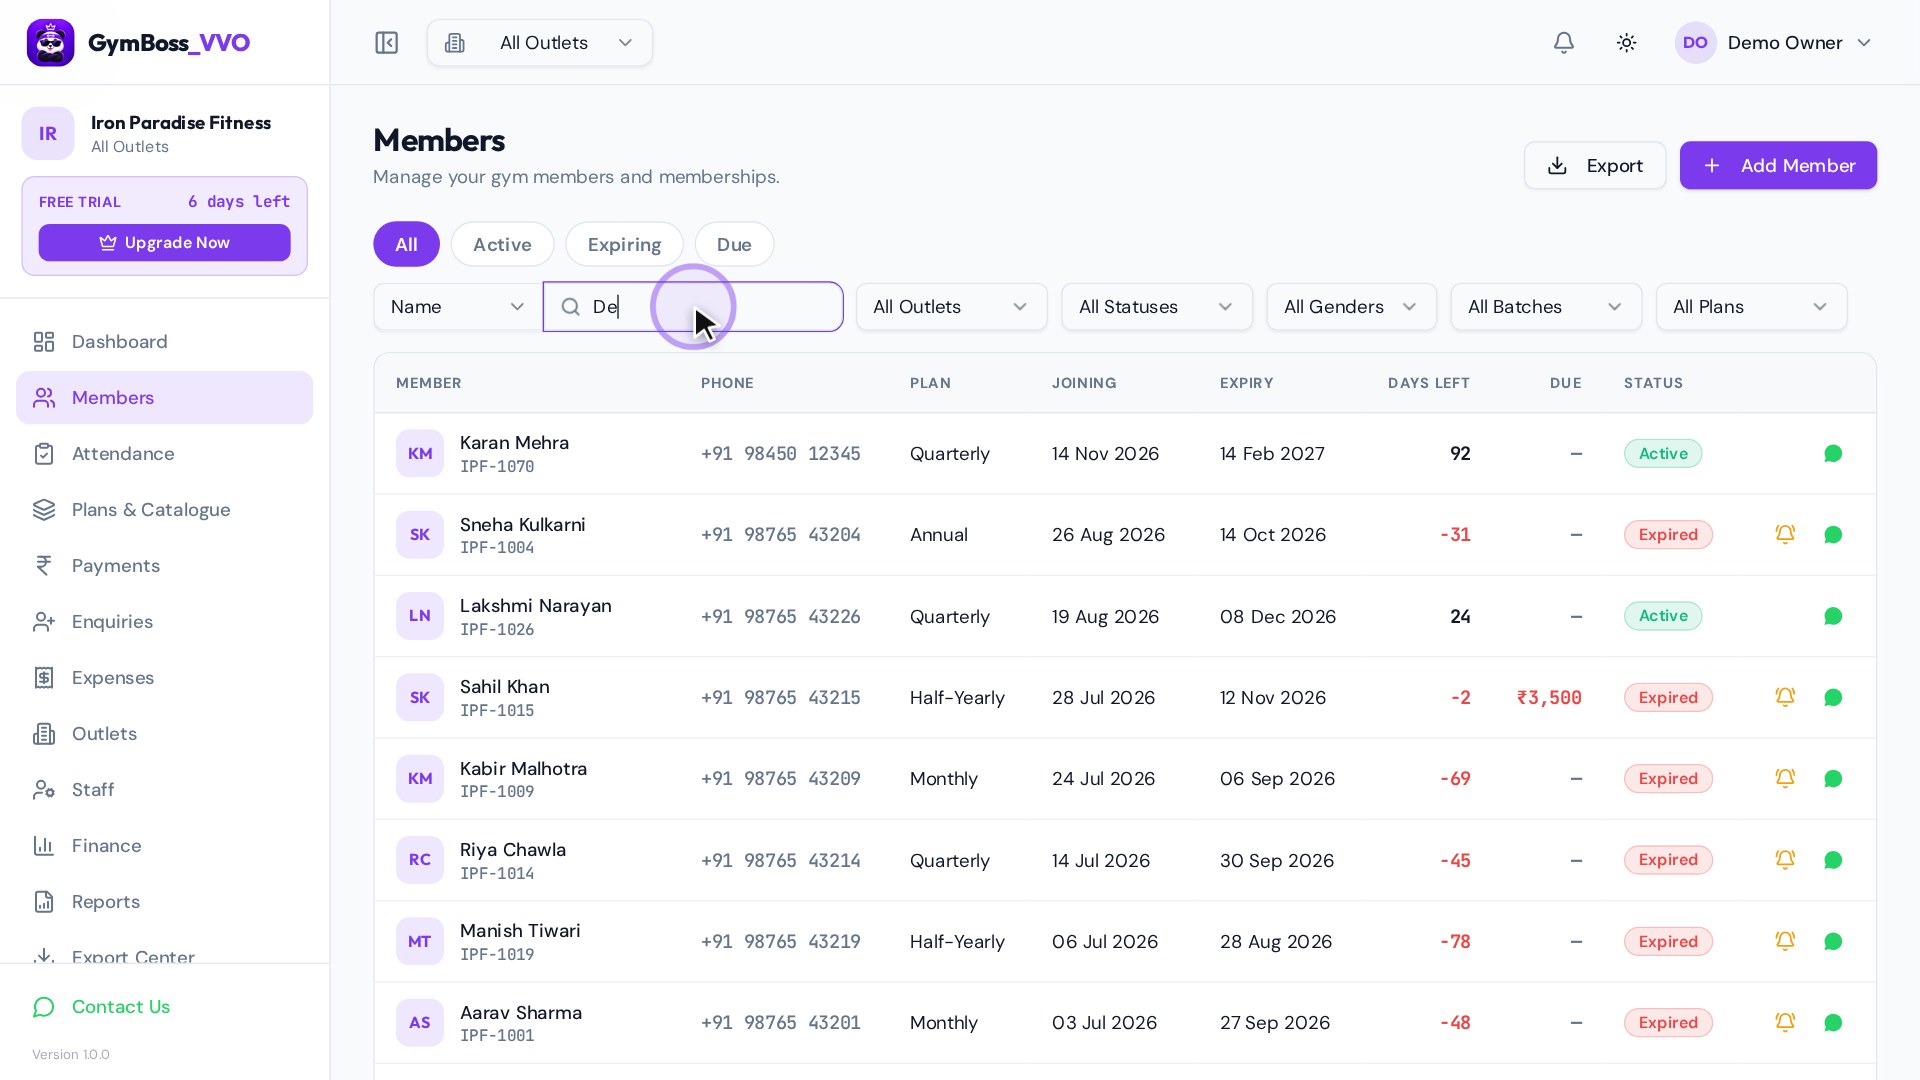 GymBoss_VVO
All Outlets
DO Demo Owner
IR Iron Paradise Fitness
All Outlets
FREE TRIAL 6 days left
Upgrade Now
Dashboard
Members
Attendance
Plans & Catalogue
Payments
Enquiries
Expenses
Outlets
Staff
Finance
Reports
Export Center
Contact Us
Version 1.0.0
Members
Manage your gym members and memberships.
Export
Add Member
All Active Expiring Due
Name De All Outlets All Statuses All Genders All Batches All Plans
MEMBER PHONE PLAN JOINING EXPIRY DAYS LEFT DUE STATUS
KM Karan Mehra +91 98450 12345 Quarterly 14 Nov 2026 14 Feb 2027 92 – Active
IPF-1070
SK Sneha Kulkarni +91 98765 43204 Annual 26 Aug 2026 14 Oct 2026 -31 – Expired
IPF-1004
LN Lakshmi Narayan +91 98765 43226 Quarterly 19 Aug 2026 08 Dec 2026 24 – Active
IPF-1026
SK Sahil Khan +91 98765 43215 Half-Yearly 28 Jul 2026 12 Nov 2026 -2 ₹3,500 Expired
IPF-1015
KM Kabir Malhotra +91 98765 43209 Monthly 24 Jul 2026 06 Sep 2026 -69 – Expired
IPF-1009
RC Riya Chawla +91 98765 43214 Quarterly 14 Jul 2026 30 Sep 2026 -45 – Expired
IPF-1014
MT Manish Tiwari +91 98765 43219 Half-Yearly 06 Jul 2026 28 Aug 2026 -78 – Expired
IPF-1019
AS Aarav Sharma +91 98765 43201 Monthly 03 Jul 2026 27 Sep 2026 -48 – Expired
IPF-1001